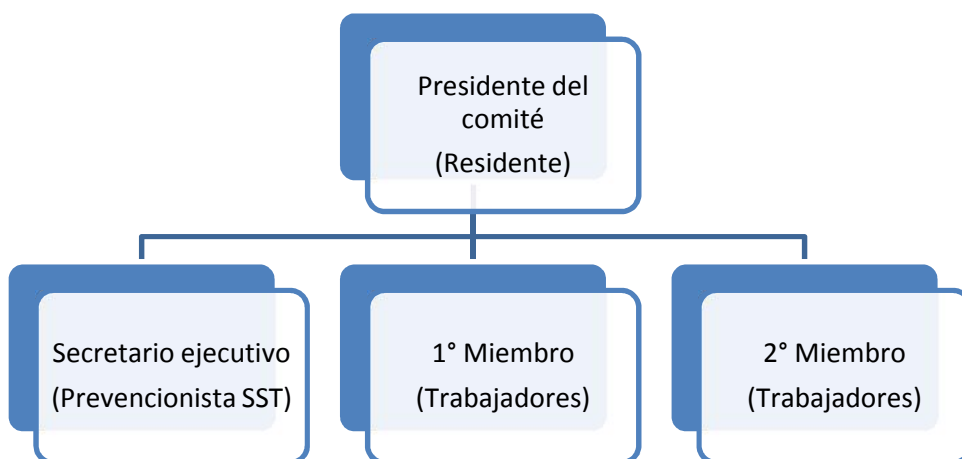 Presidente del
comité
(Residente)
Secretario ejecutivo
(Prevencionista SST)
1° Miembro
(Trabajadores)
2° Miembro
(Trabajadores)